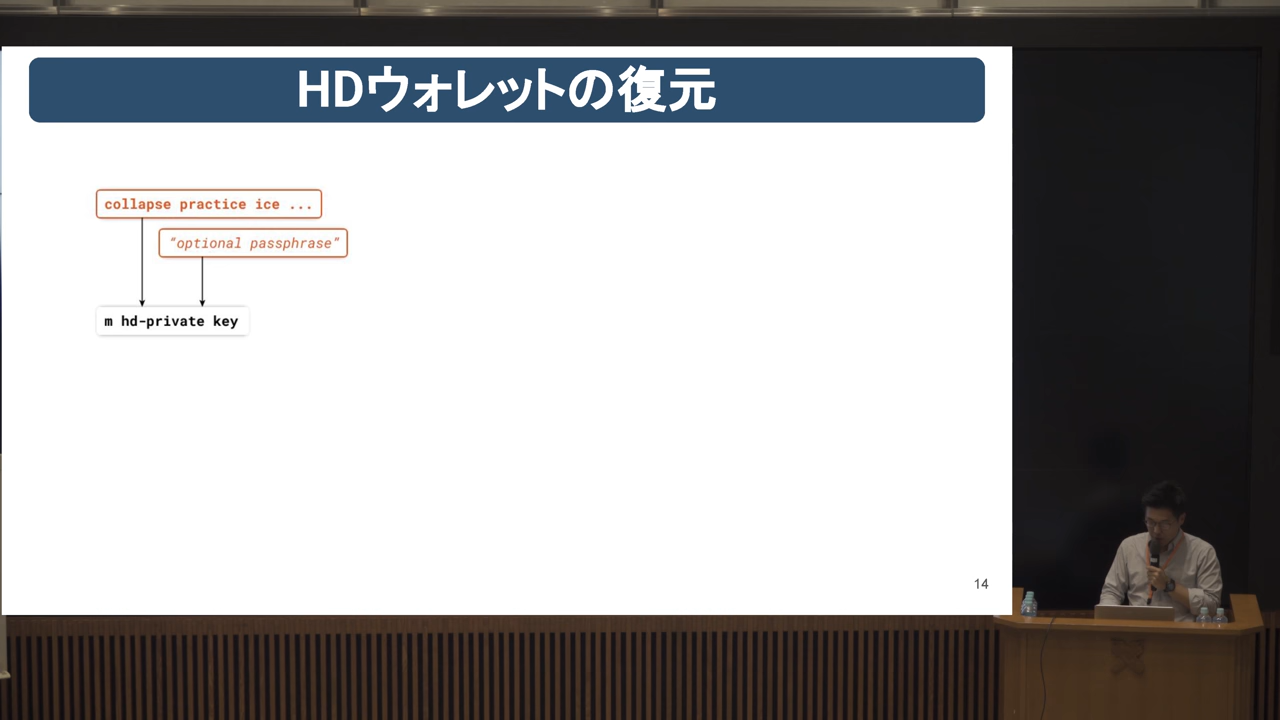 HDウォレットの復元
collapse practice ice ...
“optional passphrase”
m hd-private key
14